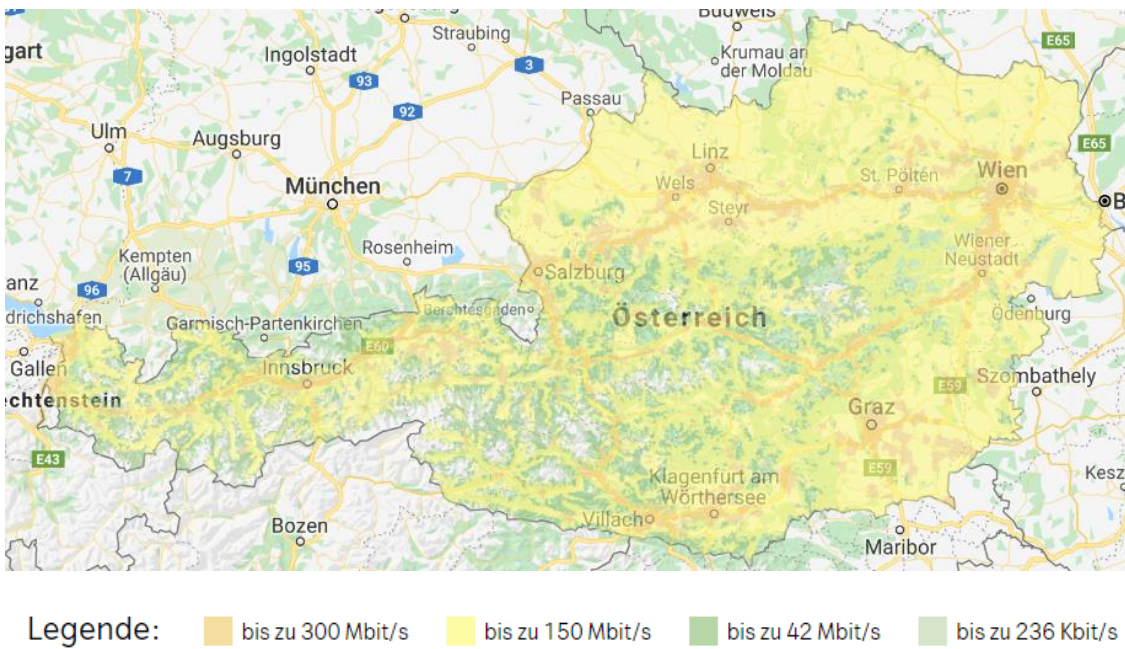 Budweis
Straubing
gart
Ingolstadt
E65
Krumau an
der Moldau
3
93
92
Passau
Ulm
Augsburg
E65
Linz
7
Wels
St. Pölten
Wien
München
B
Steyr
Rosenheim
Wiener
Neustadt
Kempten
(Allgäu)
95
Salzburg
anz
96
drichshafen
Berchtesgaden
Österreich
Ödenburg
Garmisch-Partenkirchen
E60
Gallen
Innsbruck
Szombathely
E59
chtenstein
Graz
E43
E59
Klagenfurt am
Wörthersee
Kesz
Villach
Bozen
Maribor
Legende:
bis zu 300 Mbit/s
bis zu 150 Mbit/s
bis zu 42 Mbit/s
bis zu 236 Kbit/s